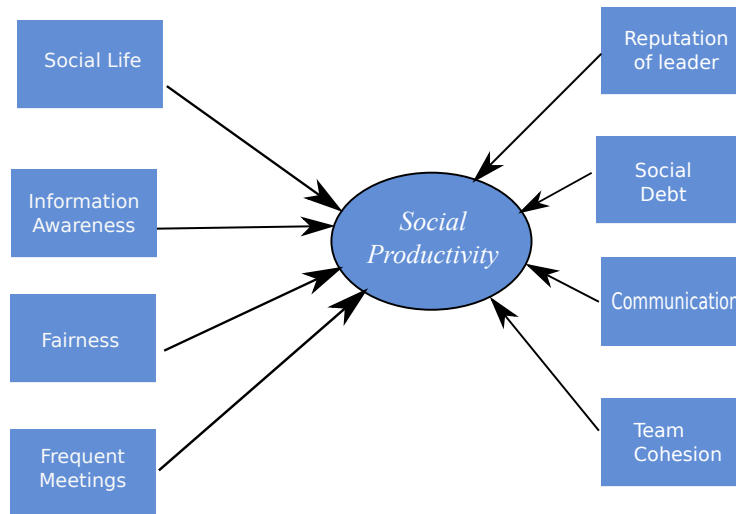 Social Life
Information
Awareness
Fairness
Frequent
Meetings
Social
Productivity
Reputation
of leader
Social
Debt
Communication
Team
Cohesion